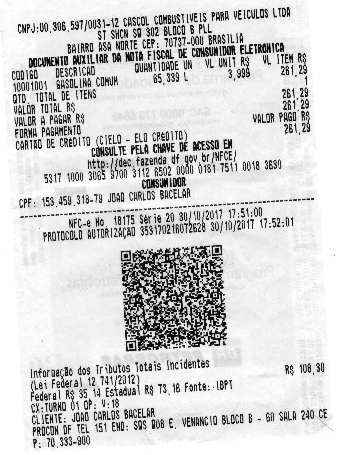 CNPJ:00.306.597/0031-12 CASCOL COMBUSTIVEIS PARA VEICULOS LTDA
ST SHCN SQ 302 BLOCO B PLL
BAIRRO ASA NORTE CEP: 70737-000 BRASILIA
DOCUMENTO AUXILIAR DA NOTA FISCAL DE CONSUMIDOR ELETRONICA
CODIGO DESCRICAO QUANTIDADE UN VL UNIT R$ VL ITEM R$
10001001 GASOLINA COMUM 65,339 L 3,999 261,29
QTD TOTAL DE ITENS 1
VALOR TOTAL R$ 261,29
VALOR A PAGAR R$ 261,29
FORMA PAGAMENTO VALOR PAGO R$
CARTAO DE CREDITO (CIELO - ELO CREDITO) 261,29
CONSULTE PELA CHAVE DE ACESSO EM
http://dec.fazenda.df.gov.br/NFCE/
5317 1000 3065 9700 3112 6502 0000 0181 7511 0018 3630
CONSUMIDOR
CPF: 153.459.318-79 JOAO CARLOS BACELAR
NFC-e No 18175 Série 20 30/10/2017 17:51:00
PROTOCOLO AUTORIZAÇAO 353170216072628 30/10/2017 17:52:01
Informação dos Tributos Totais Incidentes R$ 108,30
(Lei Federal 12.741/2012)
Federal R$ 35,14 Estadual R$ 73,16 Fonte: IBPT
CX:TURNO 01 OP: V:18
CLIENTE: JOAO CARLOS BACELAR
PROCON DF TEL 151 END: SQS 808 E. VENANCIO BLOCO B - 60 SALA 240 CE
P: 70.333-900